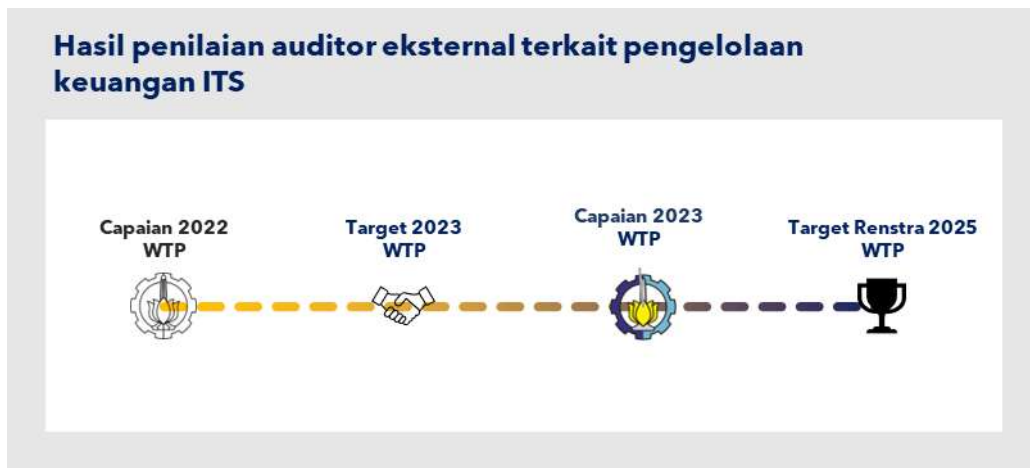 Hasil penilaian auditor eksternal terkait pengelolaan
keuangan ITS
Capaian 2022
WTP
Target 2023
WTP
Capaian 2023
WTP
Target Renstra 2025
WTP